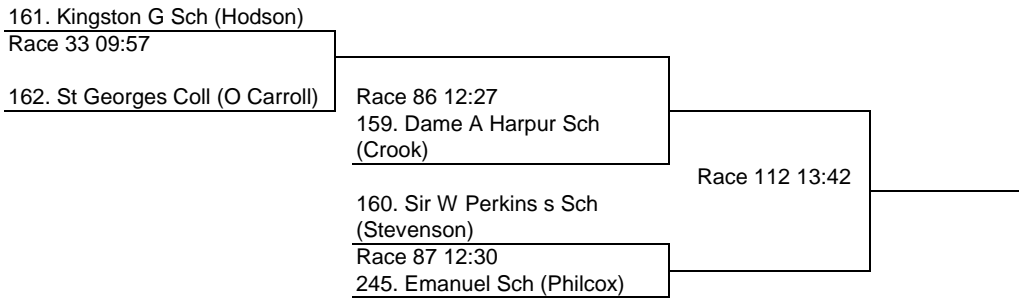 161. Kingston G Sch (Hodson)
Race 33 09:57
162. St Georges Coll (O Carroll)
Race 86 12:27
159. Dame A Harpur Sch
(Crook)
Race 112 13:42
160. Sir W Perkins s Sch
(Stevenson)
Race 87 12:30
245. Emanuel Sch (Philcox)